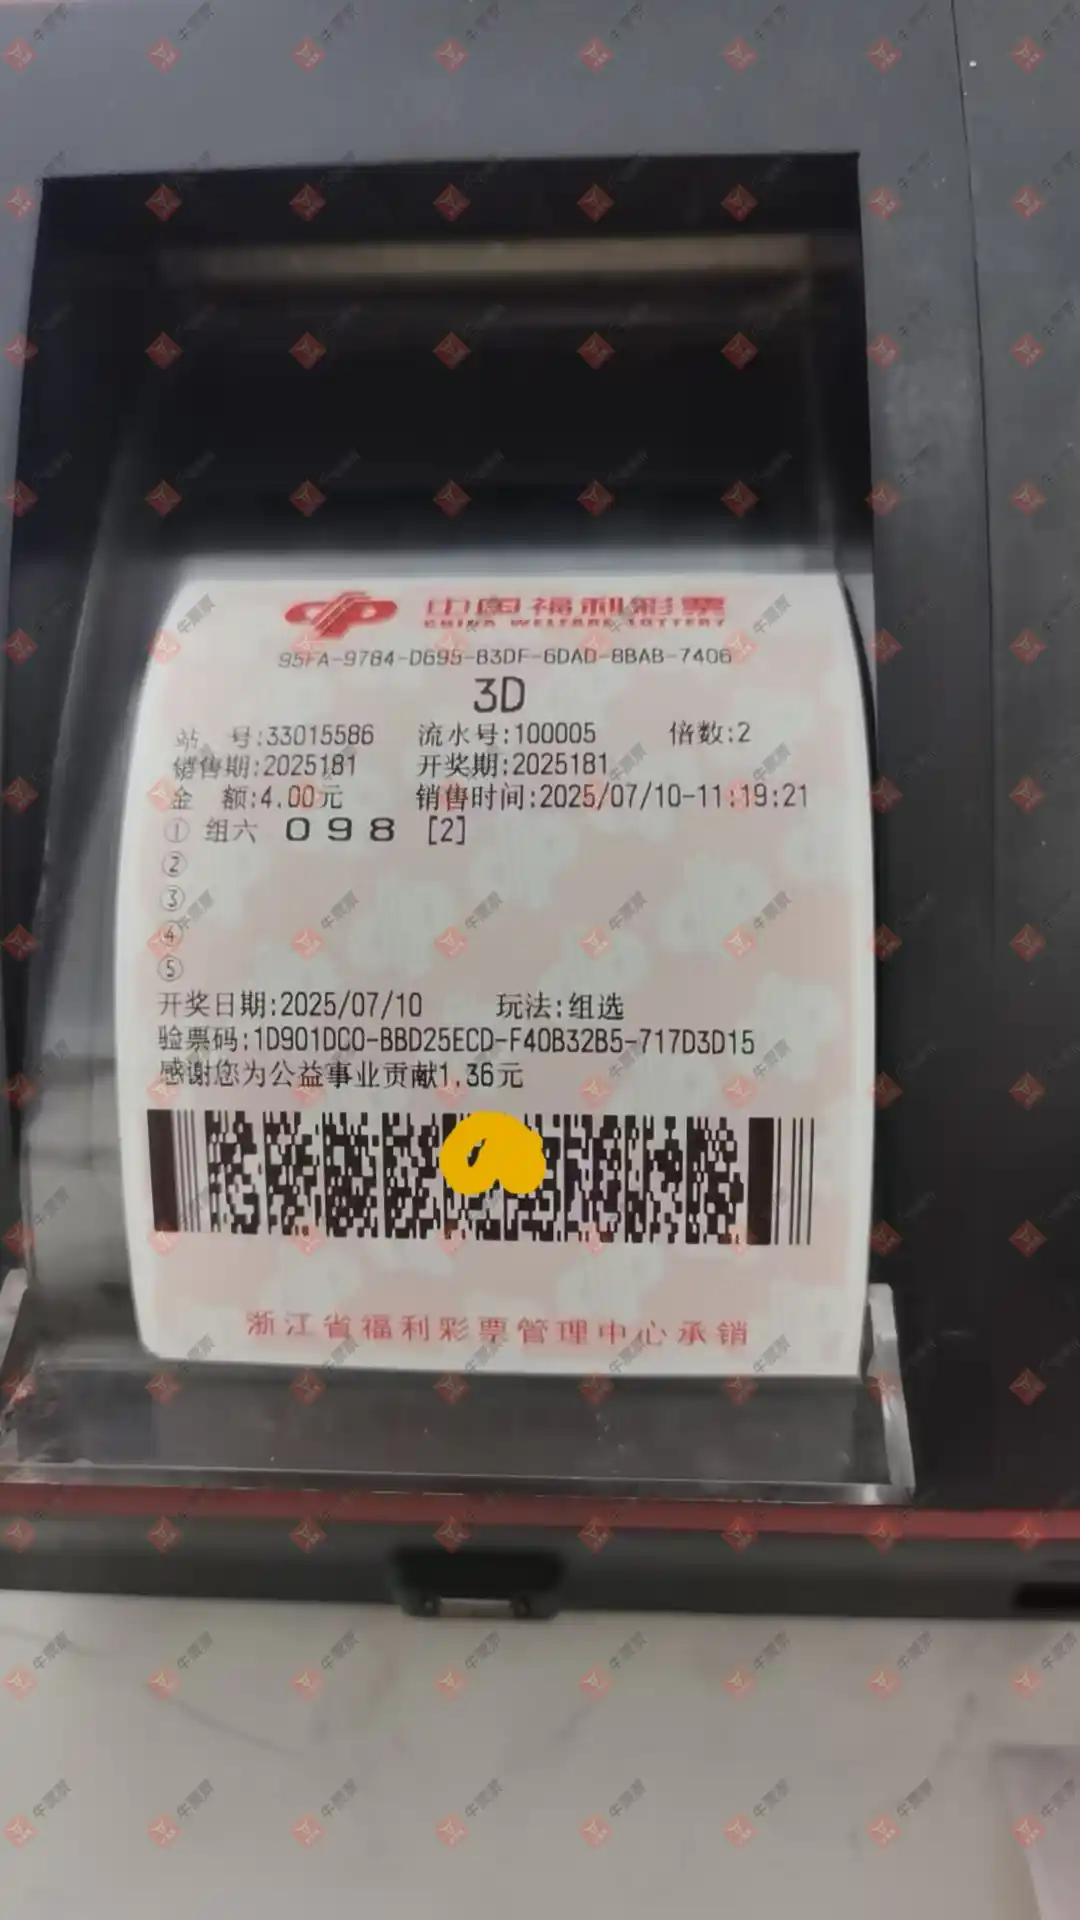 中国福利彩票
CHINA WELFARE LOTTERY
95FA-9784-D695-B3DF-6DAD-8BAB-7406
3D
站 号:33015586 流水号:100005 倍数:2
销售期:2025181 开奖期:2025181
金 额:4.00元 销售时间:2025/07/10-11:19:21
① 组六 0 9 8 [2]
②
③
④
⑤
开奖日期:2025/07/10 玩法:组选
验票码:1D901DC0-BBD25ECD-F40B32B5-717D3D15
感谢您为公益事业贡献1.36元
浙江省福利彩票管理中心承销